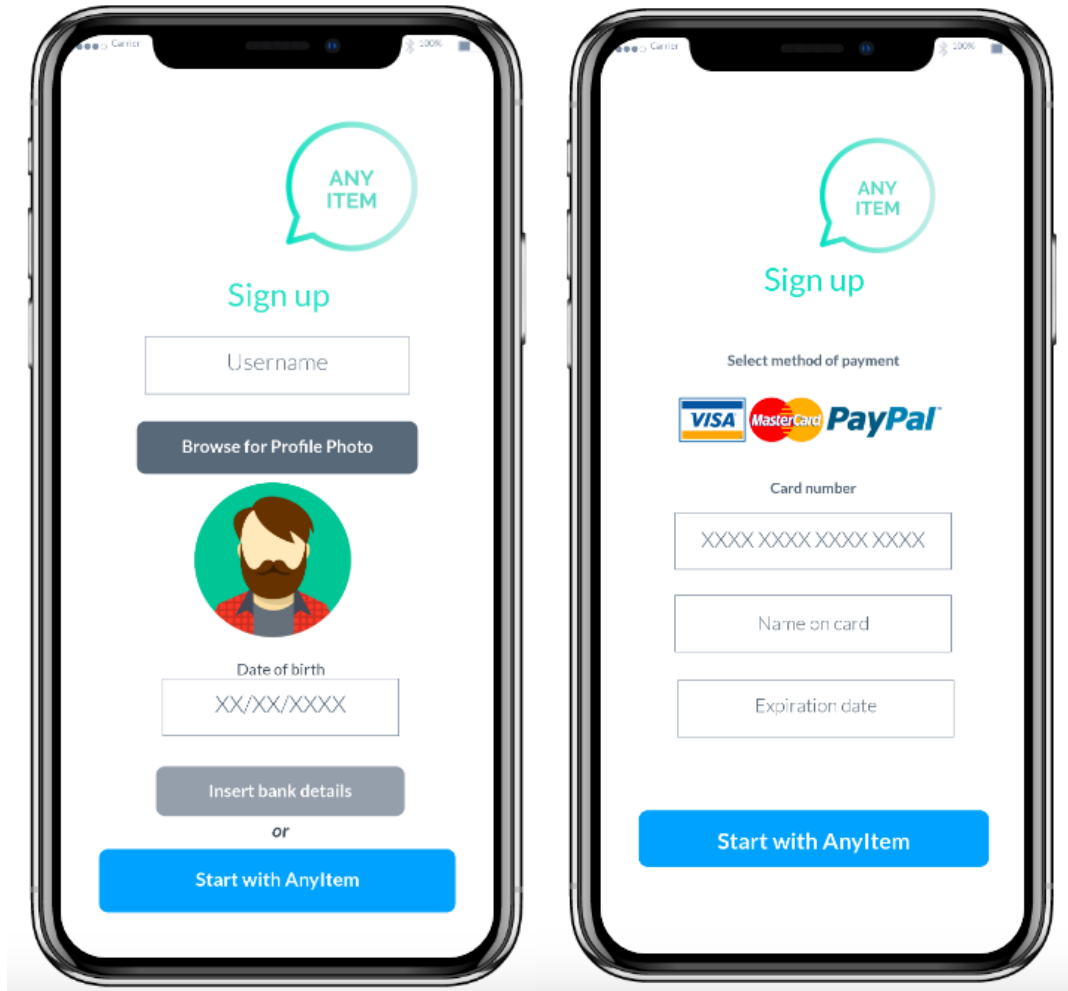 Carrier
100%
ANY
ITEM
Sign up
Username
Browse for Profile Photo
Date of birth
XX/XX/XXXX
Insert bank details
or
Start with AnyItem
Carrier
100%
ANY
ITEM
Sign up
Select method of payment
VISA MasterCard PayPal
Card number
XXXX XXXX XXXX XXXX
Name on card
Expiration date
Start with AnyItem